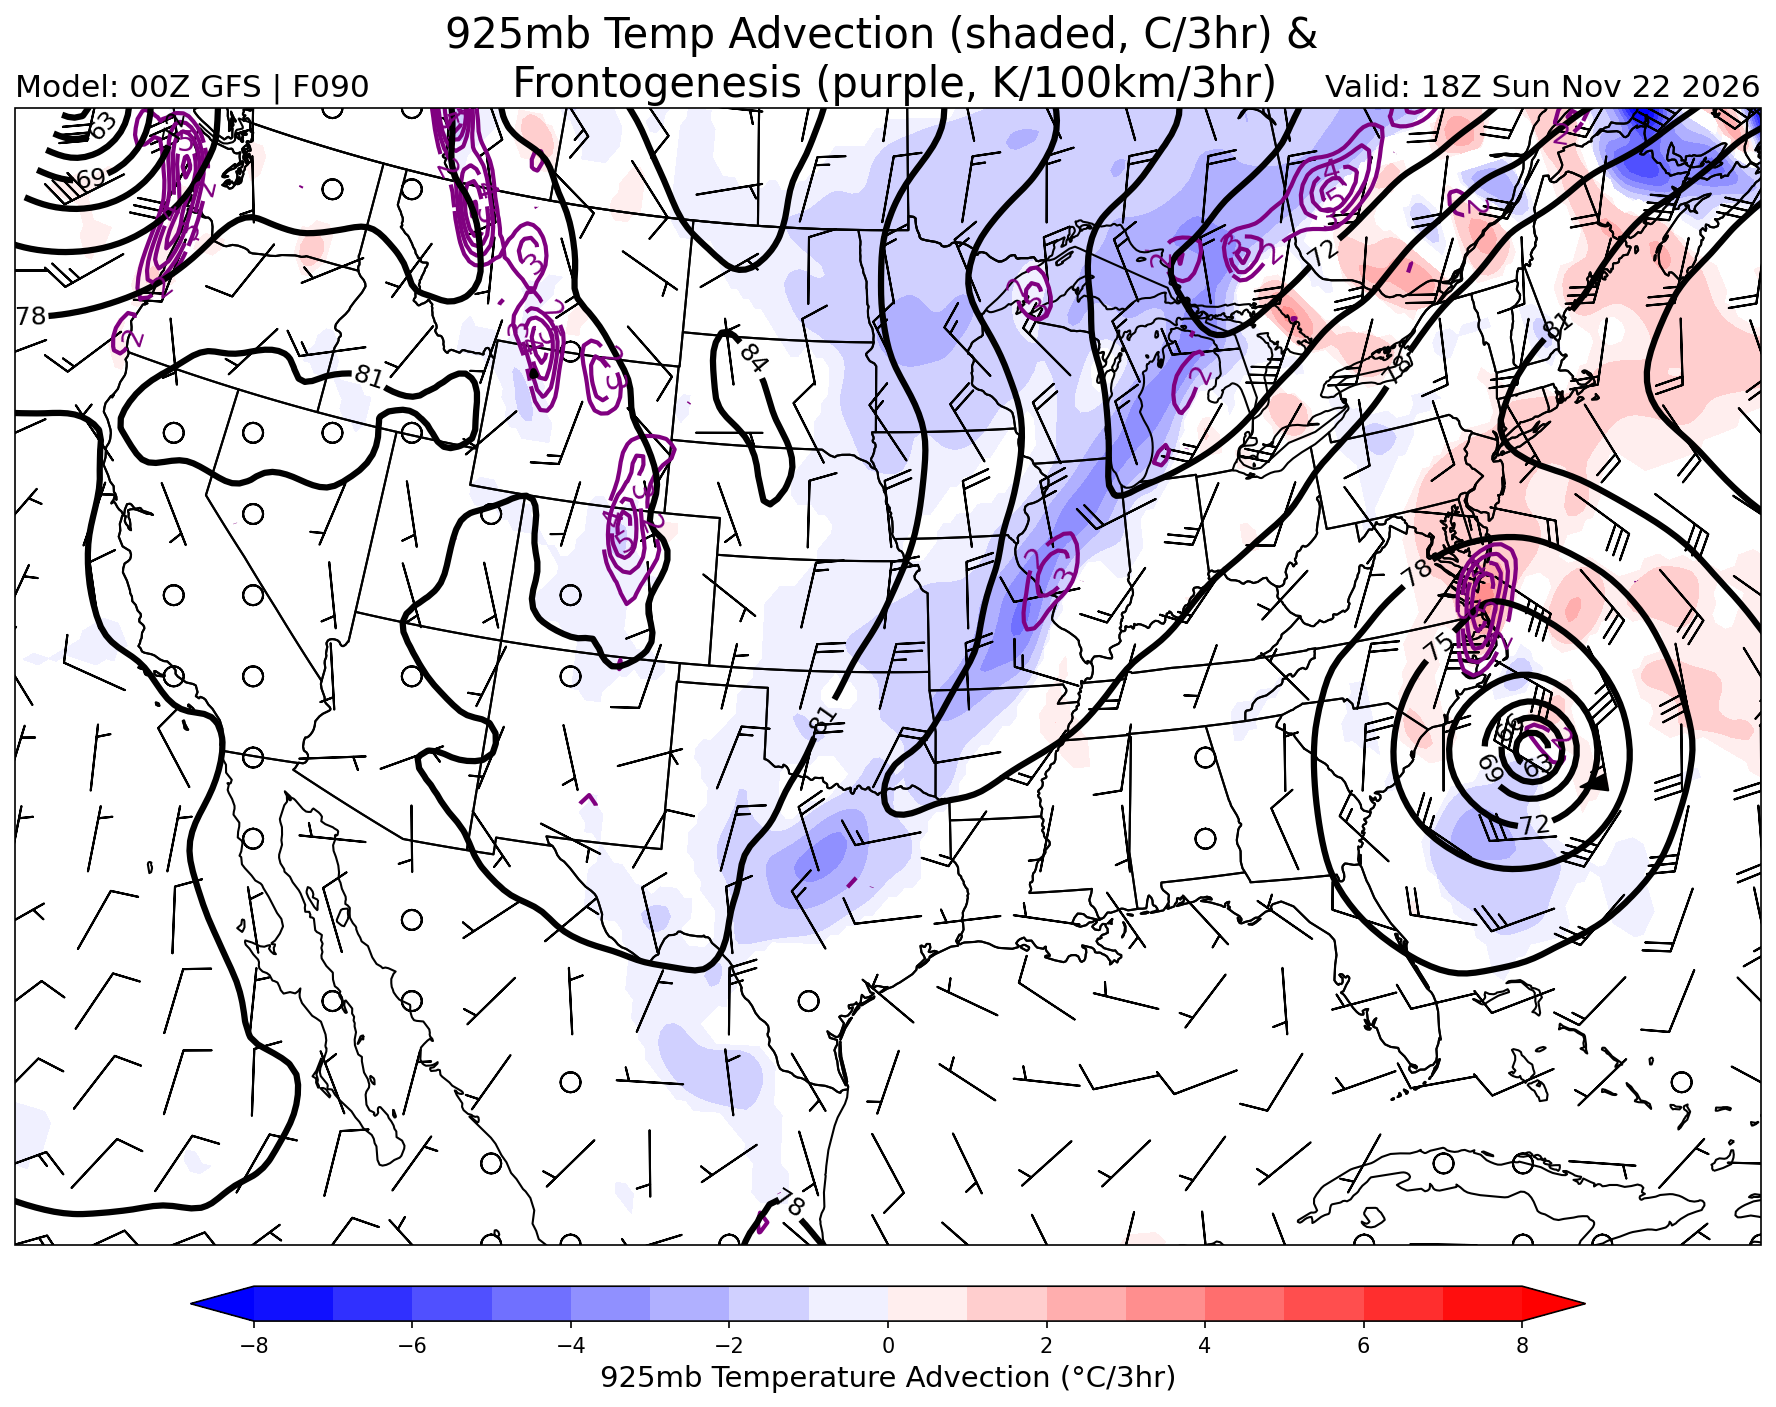 925mb Temp Advection (shaded, C/3hr) &
Frontogenesis (purple, K/100km/3hr)
Model: 00Z GFS | F090
Valid: 18Z Sun Nov 22 2026
63
69
78
81
84
81
72
78
81
78
75
69
63
72
78
−8 −6 −4 −2 0 2 4 6 8
925mb Temperature Advection (°C/3hr)